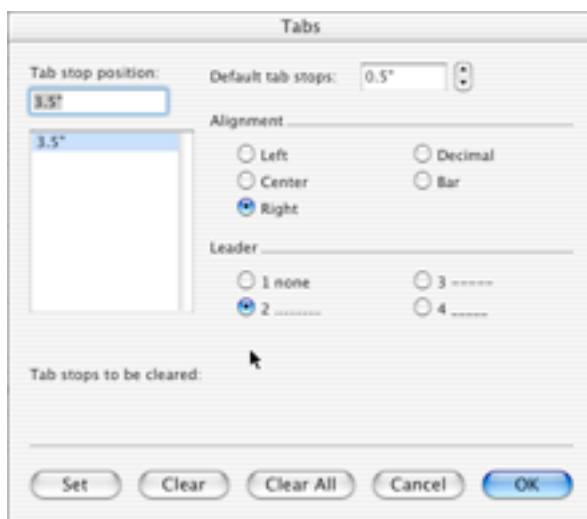 Tabs
Tab stop position:
3.5"
3.5"
Default tab stops: 0.5"
Alignment
Left
Decimal
Center
Bar
Right
Leader
1 none
3 -----
2 ........
4 _____
Tab stops to be cleared:
Set
Clear
Clear All
Cancel
OK